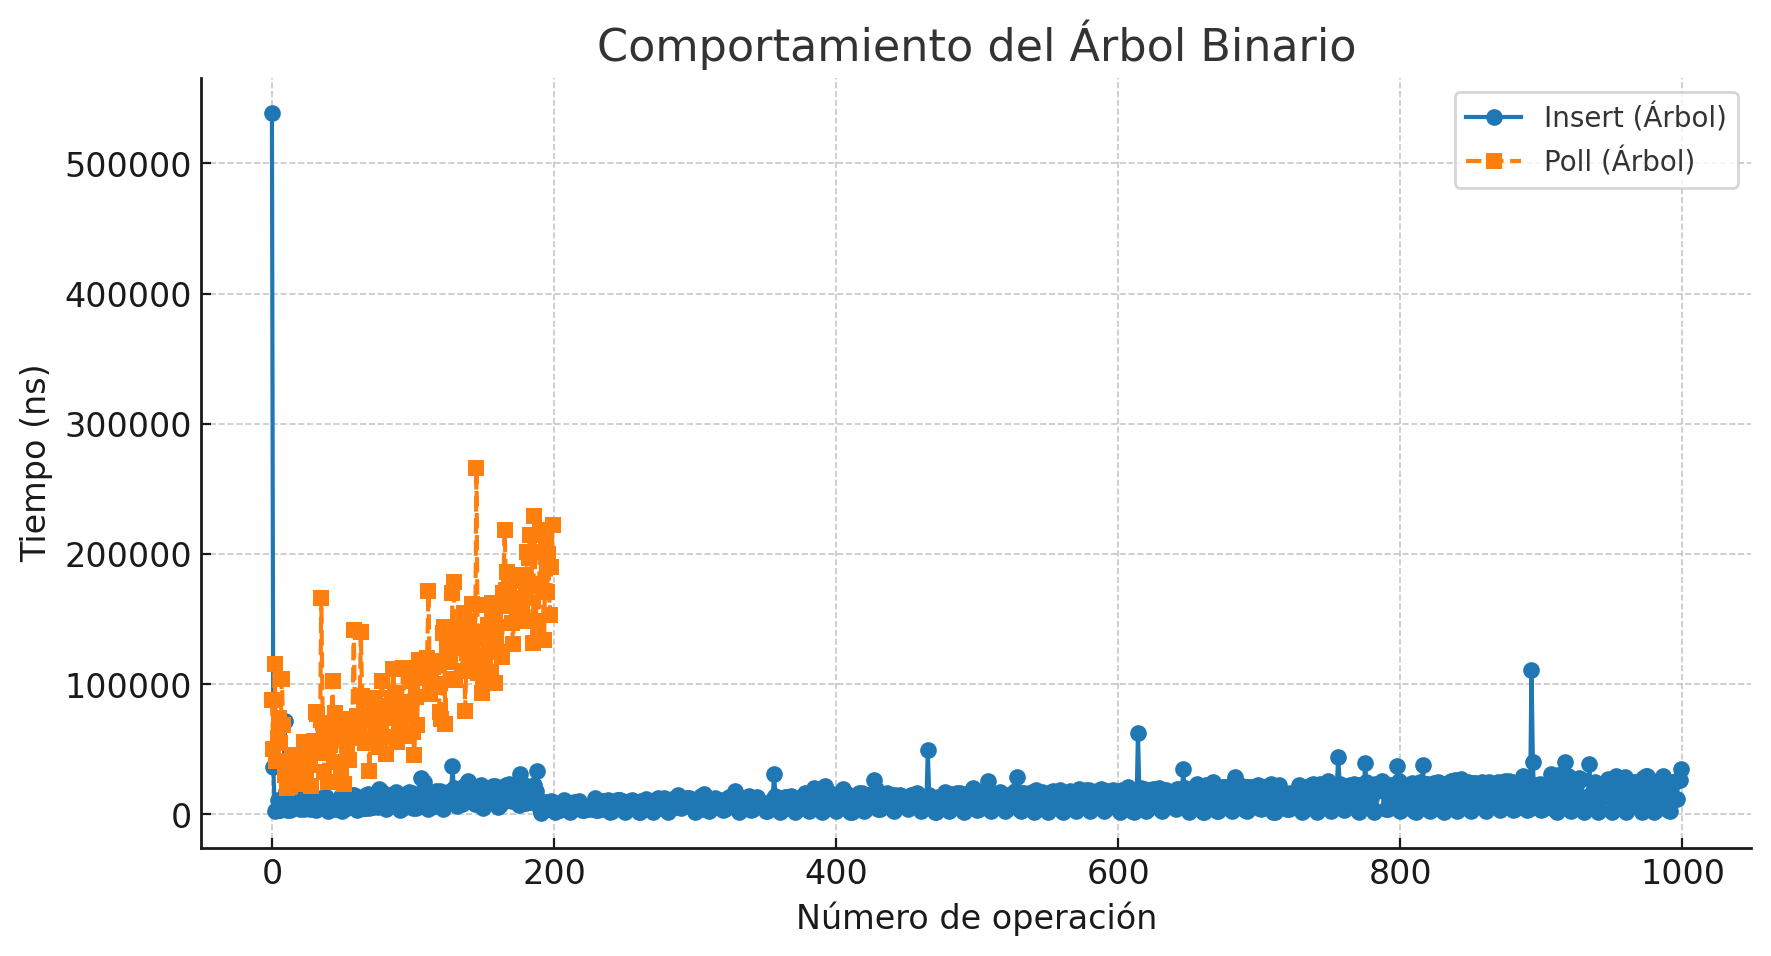 Comportamiento del Árbol Binario
Insert (Árbol)
Poll (Árbol)
Tiempo (ns)
500000
400000
300000
200000
100000
0
0 200 400 600 800 1000
Número de operación